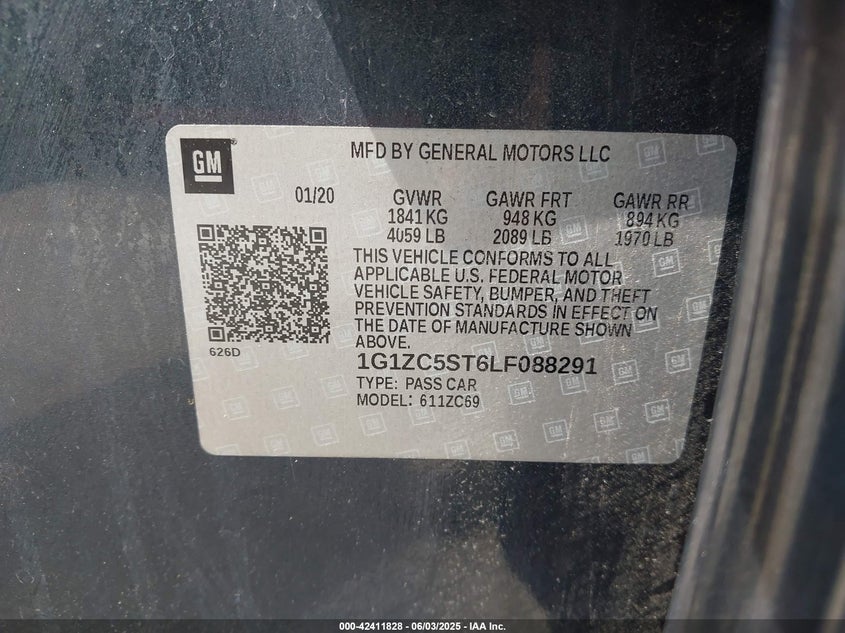 GM
MFD BY GENERAL MOTORS LLC
01/20 GVWR GAWR FRT GAWR RR
1841 KG 948 KG 894 KG
4059 LB 2089 LB 1970 LB
THIS VEHICLE CONFORMS TO ALL
APPLICABLE U.S. FEDERAL MOTOR
VEHICLE SAFETY, BUMPER, AND THEFT
PREVENTION STANDARDS IN EFFECT ON
THE DATE OF MANUFACTURE SHOWN
ABOVE.
626D
1G1ZC5ST6LF088291
TYPE: PASS CAR
MODEL: 611ZC69
000-42411828 - 06/03/2025 - IAA Inc.